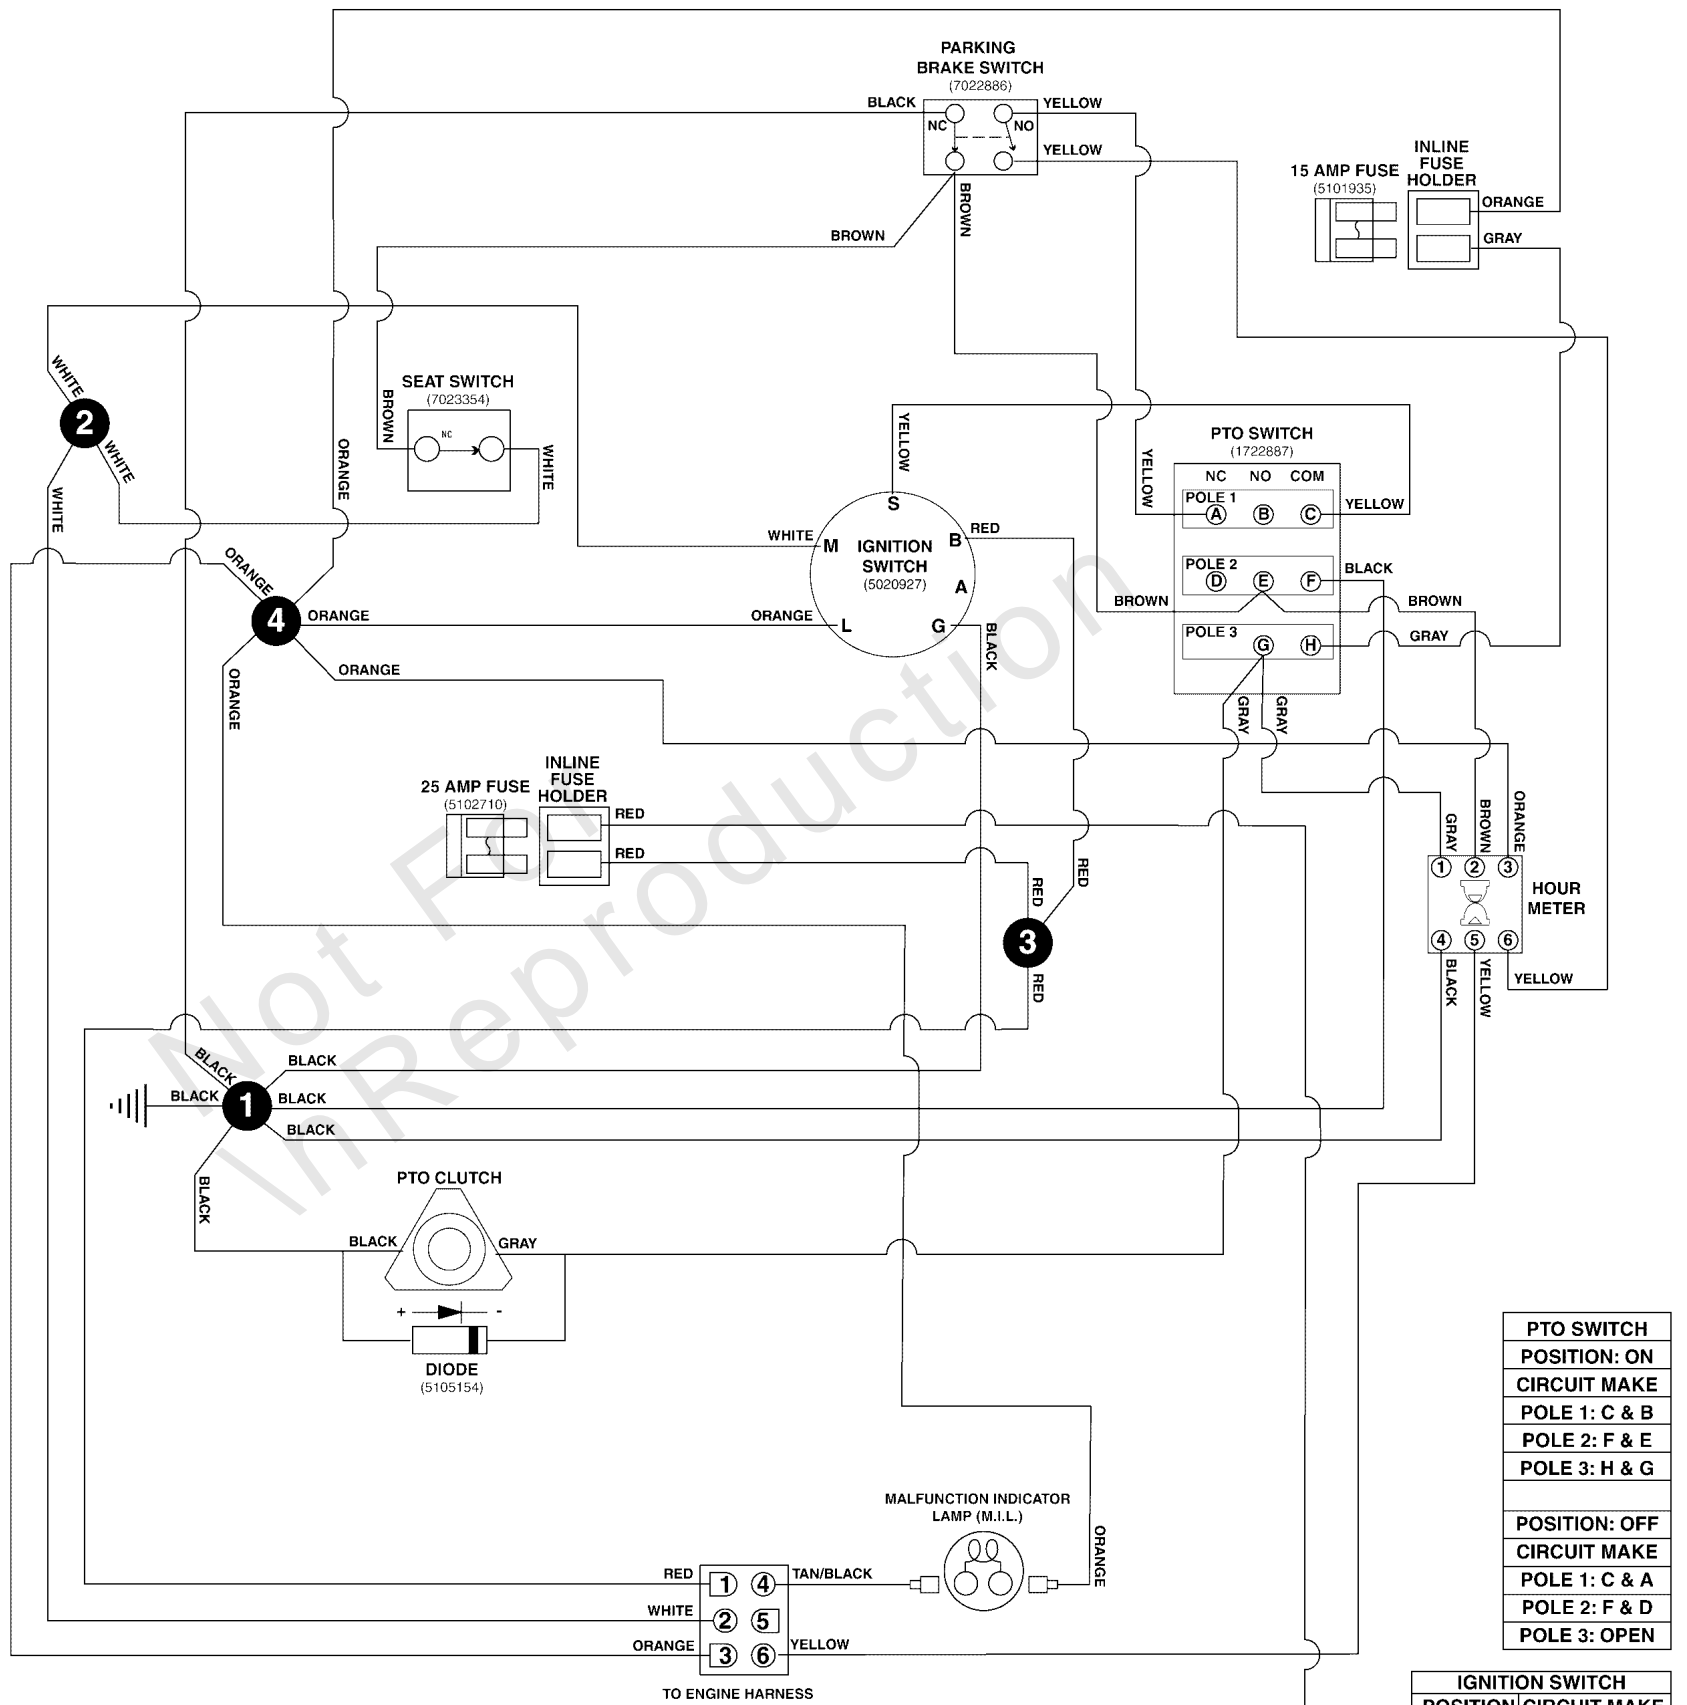 PARKING
BRAKE SWITCH
(7022886)
BLACK
YELLOW
NC
NO
YELLOW
BROWN
BROWN
15 AMP FUSE
(5101935)
INLINE
FUSE
HOLDER
ORANGE
GRAY
WHITE
2
WHITE
WHITE
SEAT SWITCH
(7023354)
BROWN
NC
WHITE
ORANGE
YELLOW
PTO SWITCH
(1722887)
NC NO COM
POLE 1
A B C
YELLOW
YELLOW
POLE 2
D E F
BLACK
BROWN
BROWN
POLE 3
G H
GRAY
GRAY
GRAY
S
WHITE
M
IGNITION
SWITCH
(5020927)
B
RED
A
ORANGE
L
G
BLACK
ORANGE
4
ORANGE
ORANGE
ORANGE
25 AMP FUSE
(5102710)
INLINE
FUSE
HOLDER
RED
RED
RED
RED
3
RED
GRAY
BROWN
ORANGE
1 2 3
HOUR
METER
4 5 6
BLACK
YELLOW
YELLOW
Not For
\nReproduction
BLACK
BLACK
BLACK
1
BLACK
BLACK
BLACK
PTO CLUTCH
BLACK
GRAY
+ -
DIODE
(5105154)
PTO SWITCH
POSITION: ON
CIRCUIT MAKE
POLE 1: C & B
POLE 2: F & E
POLE 3: H & G
POSITION: OFF
CIRCUIT MAKE
POLE 1: C & A
POLE 2: F & D
POLE 3: OPEN
MALFUNCTION INDICATOR
LAMP (M.I.L.)
ORANGE
RED
1 4
TAN/BLACK
WHITE
2 5
ORANGE
3 6
YELLOW
TO ENGINE HARNESS
IGNITION SWITCH
POSITION CIRCUIT MAKE